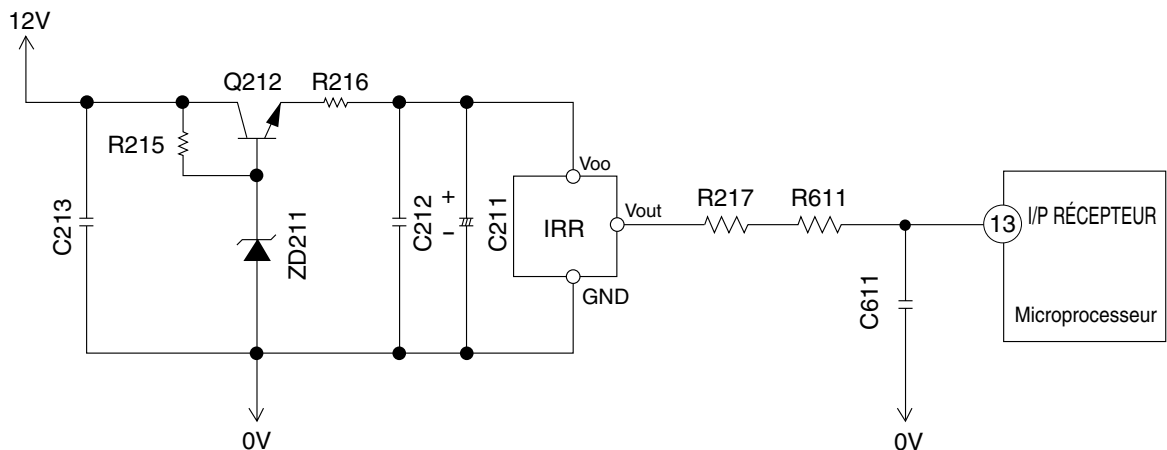 12V
Q212
R216
R215
C213
ZD211
C212
+
–
C211
Voo
IRR
Vout
GND
R217
R611
C611
13
I/P RÉCEPTEUR
Microprocesseur
0V
0V